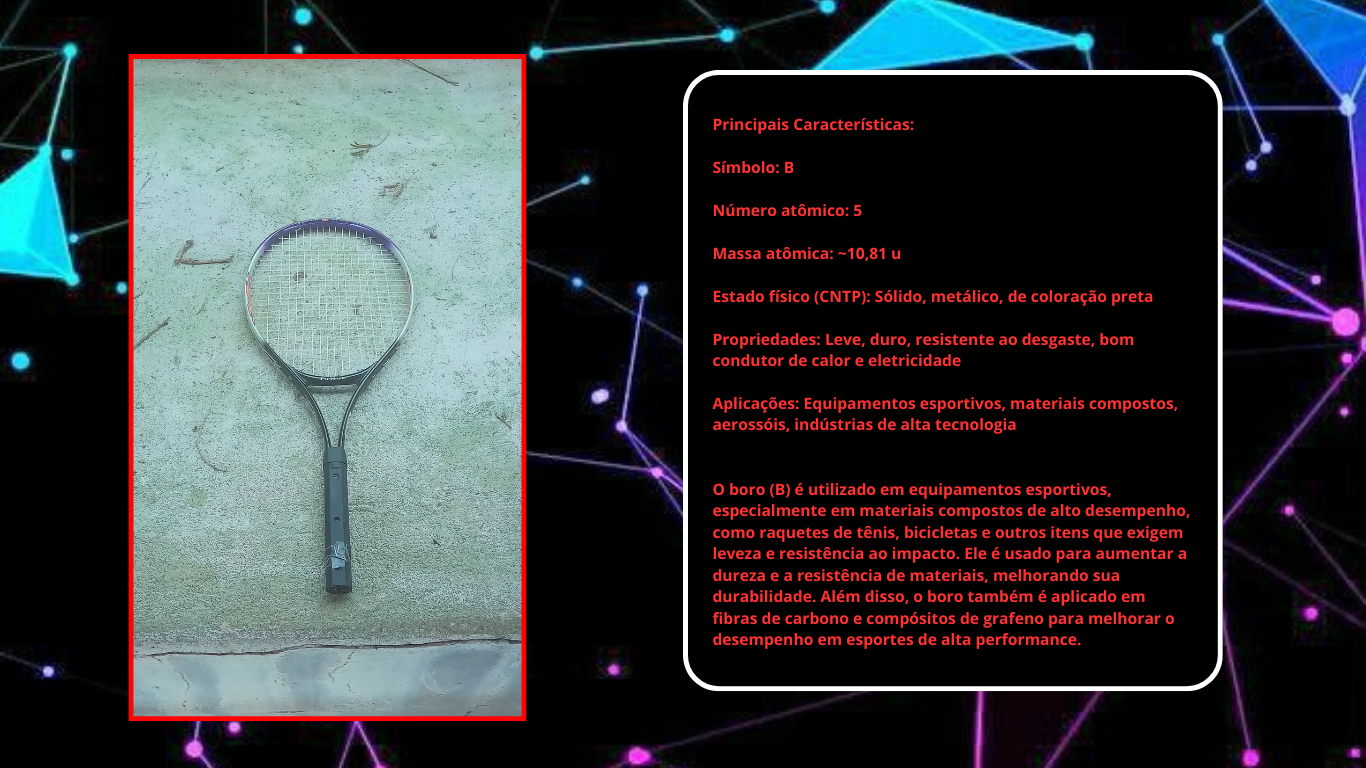 Principais Características:
Símbolo: B
Número atômico: 5
Massa atômica: ~10,81 u
Estado físico (CNTP): Sólido, metálico, de coloração preta
Propriedades: Leve, duro, resistente ao desgaste, bom
condutor de calor e eletricidade
Aplicações: Equipamentos esportivos, materiais compostos,
aerossóis, indústrias de alta tecnologia
O boro (B) é utilizado em equipamentos esportivos,
especialmente em materiais compostos de alto desempenho,
como raquetes de tênis, bicicletas e outros itens que exigem
leveza e resistência ao impacto. Ele é usado para aumentar a
dureza e a resistência de materiais, melhorando sua
durabilidade. Além disso, o boro também é aplicado em
fibras de carbono e compósitos de grafeno para melhorar o
desempenho em esportes de alta performance.